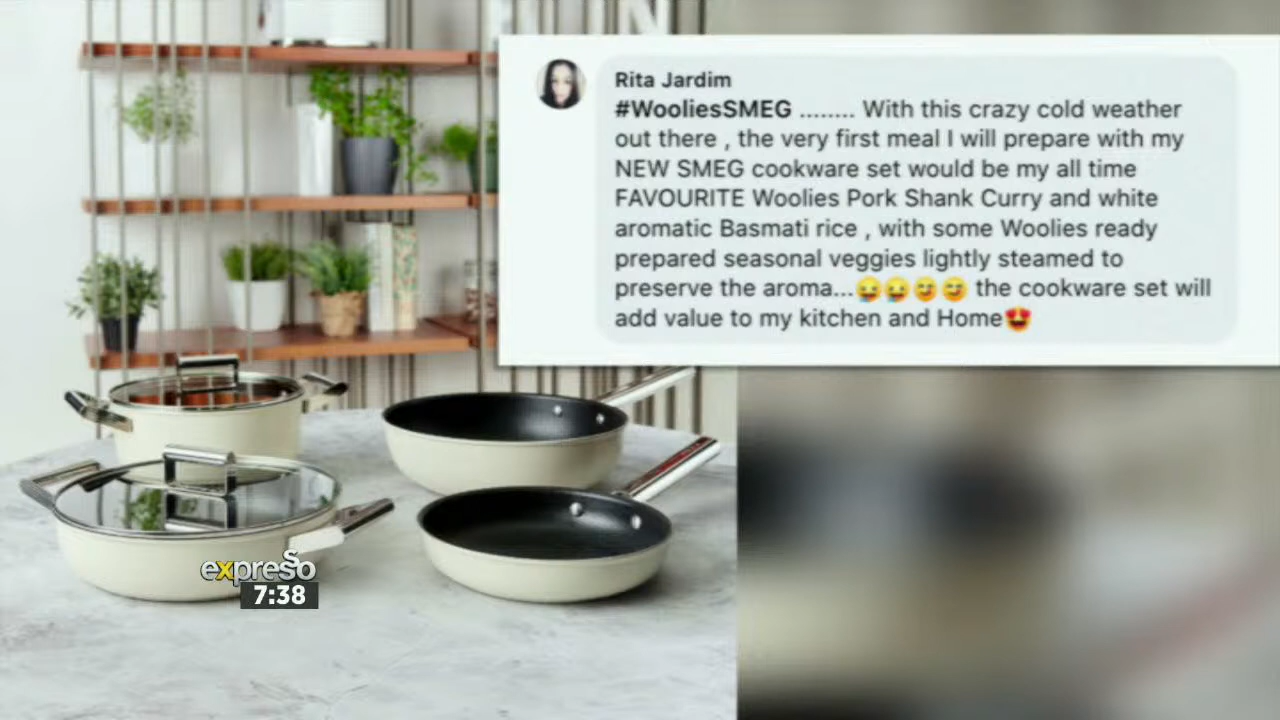 N
Rita Jardim
#WooliesSMEG ........ With this crazy cold weather
out there , the very first meal I will prepare with my
NEW SMEG cookware set would be my all time
FAVOURITE Woolies Pork Shank Curry and white
aromatic Basmati rice , with some Woolies ready
prepared seasonal veggies lightly steamed to
preserve the aroma...😂😂😋😋 the cookware set will
add value to my kitchen and Home😍
expresso
7:38